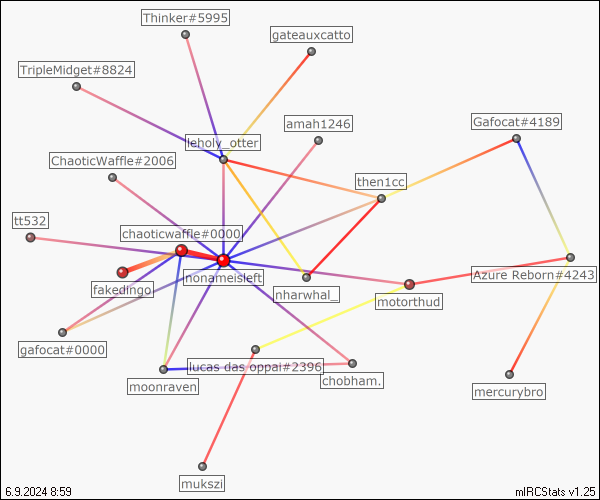 Thinker#5995
gateauxcatto
TripleMidget#8824
amah1246
Gafocat#4189
leholy_otter
ChaoticWaffle#2006
then1cc
tt532
chaoticwaffle#0000
nonameisleft
Azure Reborn#4243
fakedingo
nharwhal_
motorthud
gafocat#0000
lucas das oppai#2396
moonraven
chobham.
mercurybro
mukszi
6.9.2024 8:59
mIRCStats v1.25